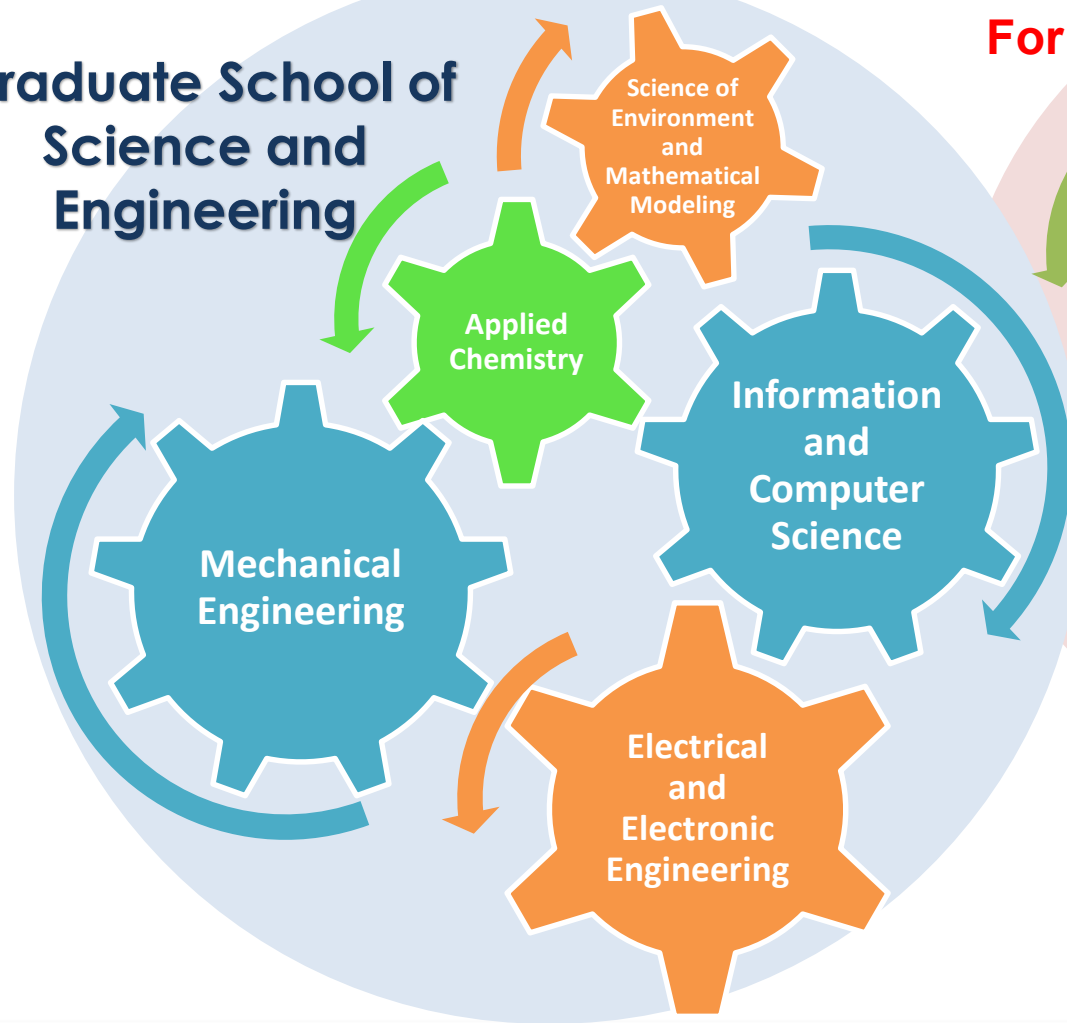 raduate School of
Science and
Engineering
For
Science of
Environment
and
Mathematical
Modeling
Applied
Chemistry
Information
and
Computer
Science
Mechanical
Engineering
Electrical
and
Electronic
Engineering